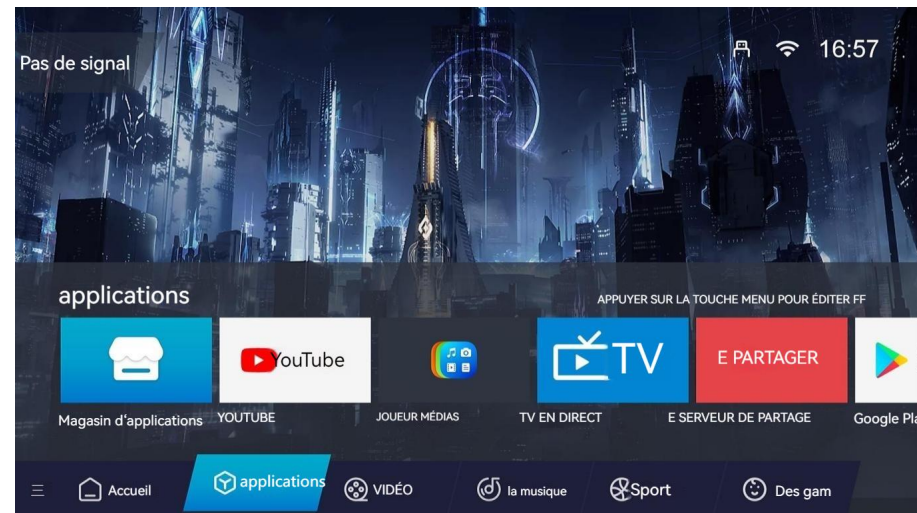 Pas de signal
16:57
applications
APPUYER SUR LA TOUCHE MENU POUR ÉDITER FF
YouTube
TV
E PARTAGER
Magasin d'applications YOUTUBE JOUEUR MÉDIAS TV EN DIRECT E SERVEUR DE PARTAGE Google Pla
Accueil applications VIDÉO la musique Sport Des gam